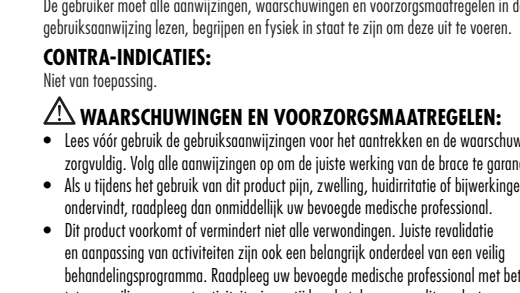 De gebruiker moet alle aanwijzingen, waarschuwingen en voorzorgsmaatregelen in de
gebruiksaanwijzing lezen, begrijpen en fysiek in staat te zijn om deze uit te voeren.
CONTRA-INDICATIES:
Niet van toepassing.
WAARSCHUWINGEN EN VOORZORGSMAATREGELEN:
• Lees vóór gebruik de gebruiksaanwijzingen voor het aantrekken en de waarschuw
zorgvuldig. Volg alle aanwijzingen op om de juiste werking van de brace te garan
• Als u tijdens het gebruik van dit product pijn, zwelling, huidirritatie of bijwerkinge
ondervindt, raadpleeg dan onmiddellijk uw bevoegde medische professional.
• Dit product voorkomt of vermindert niet alle verwondingen. Juiste revalidatie
en aanpassing van activiteiten zijn ook een belangrijk onderdeel van een veilig
behandelingsprogramma. Raadpleeg uw bevoegde medische professional met bet